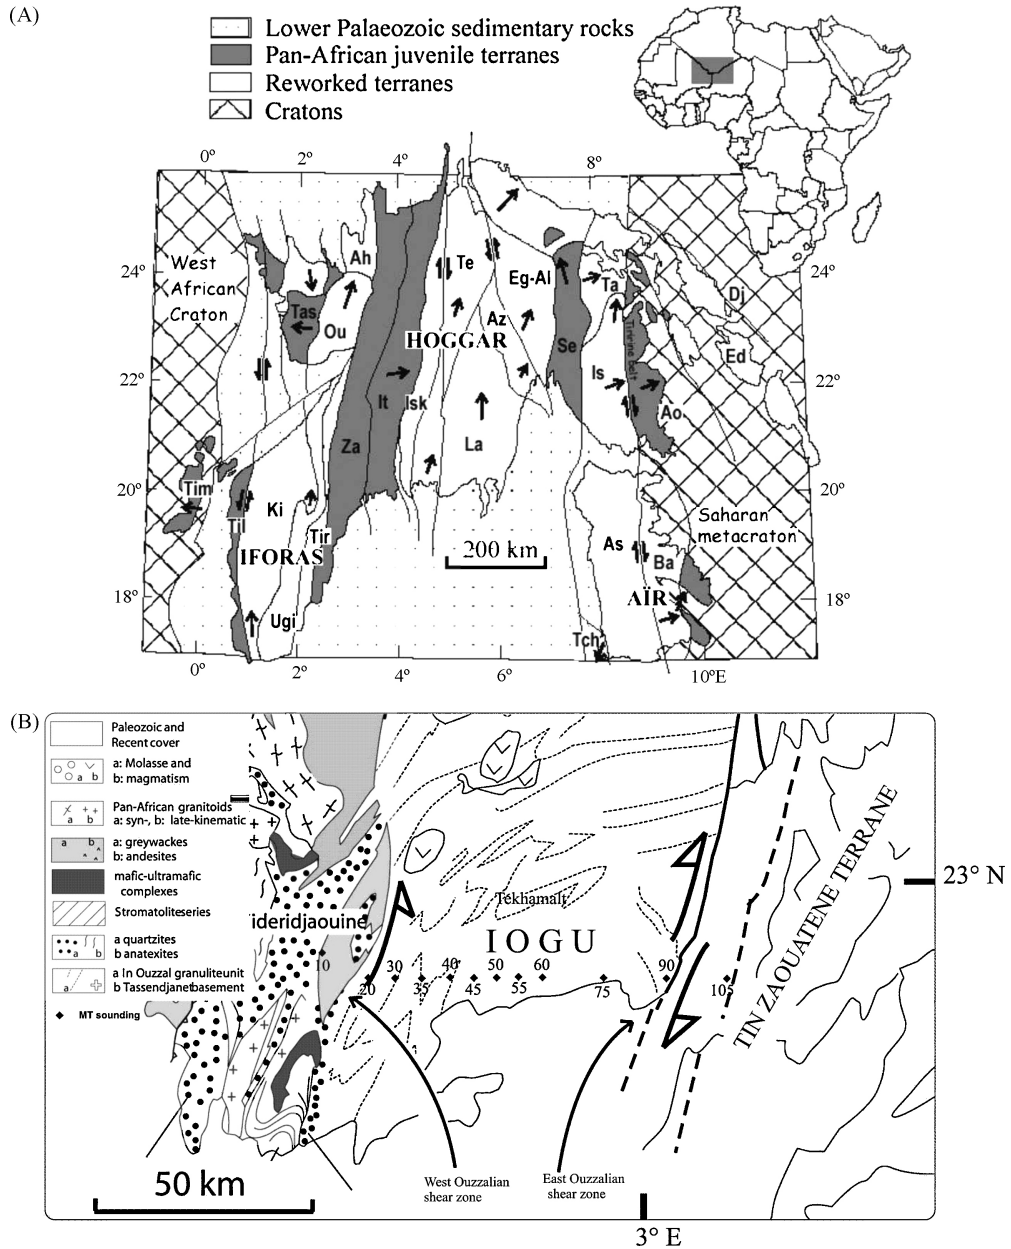 (A)
Lower Palaeozoic sedimentary rocks
Pan-African juvenile terranes
Reworked terranes
Cratons
0º
2º
4º
8º
24º
24º
West
African
Craton
Ah
Te
Eg-Al
Ta
Dj
Tas
Ou
Az
HOGGAR
Tiririne belt
Se
Ed
22º
22º
Is
It
Isk
Ao
La
Za
20º
20º
Tim
Ki
Til
Saharan
metacraton
Tir
IFORAS
200 km
As
Ba
18º
AÏR
18º
Ugi
Tch
0º
2º
4º
6º
10ºE
(B)
Paleozoic and
Recent cover
a: Molasse and
b: magmatism
a b
Pan-African granitoids
a: syn-, b: late-kinematic
a b
a: greywackes
b: andesites
a b
mafic-ultramafic
complexes
Stromatoliteseries
a quartzites
b anatexites
a b
a In Ouzzal granuliteunit
b Tassendjanetbasement
a b
MT sounding
ideridjaouine
Tekhamalt
IOGU
TIN ZAOUATENE TERRANE
23° N
10
20
30
35
40
45
50
55
60
75
90
105
50 km
West Ouzzalian
shear zone
East Ouzzalian
shear zone
3° E